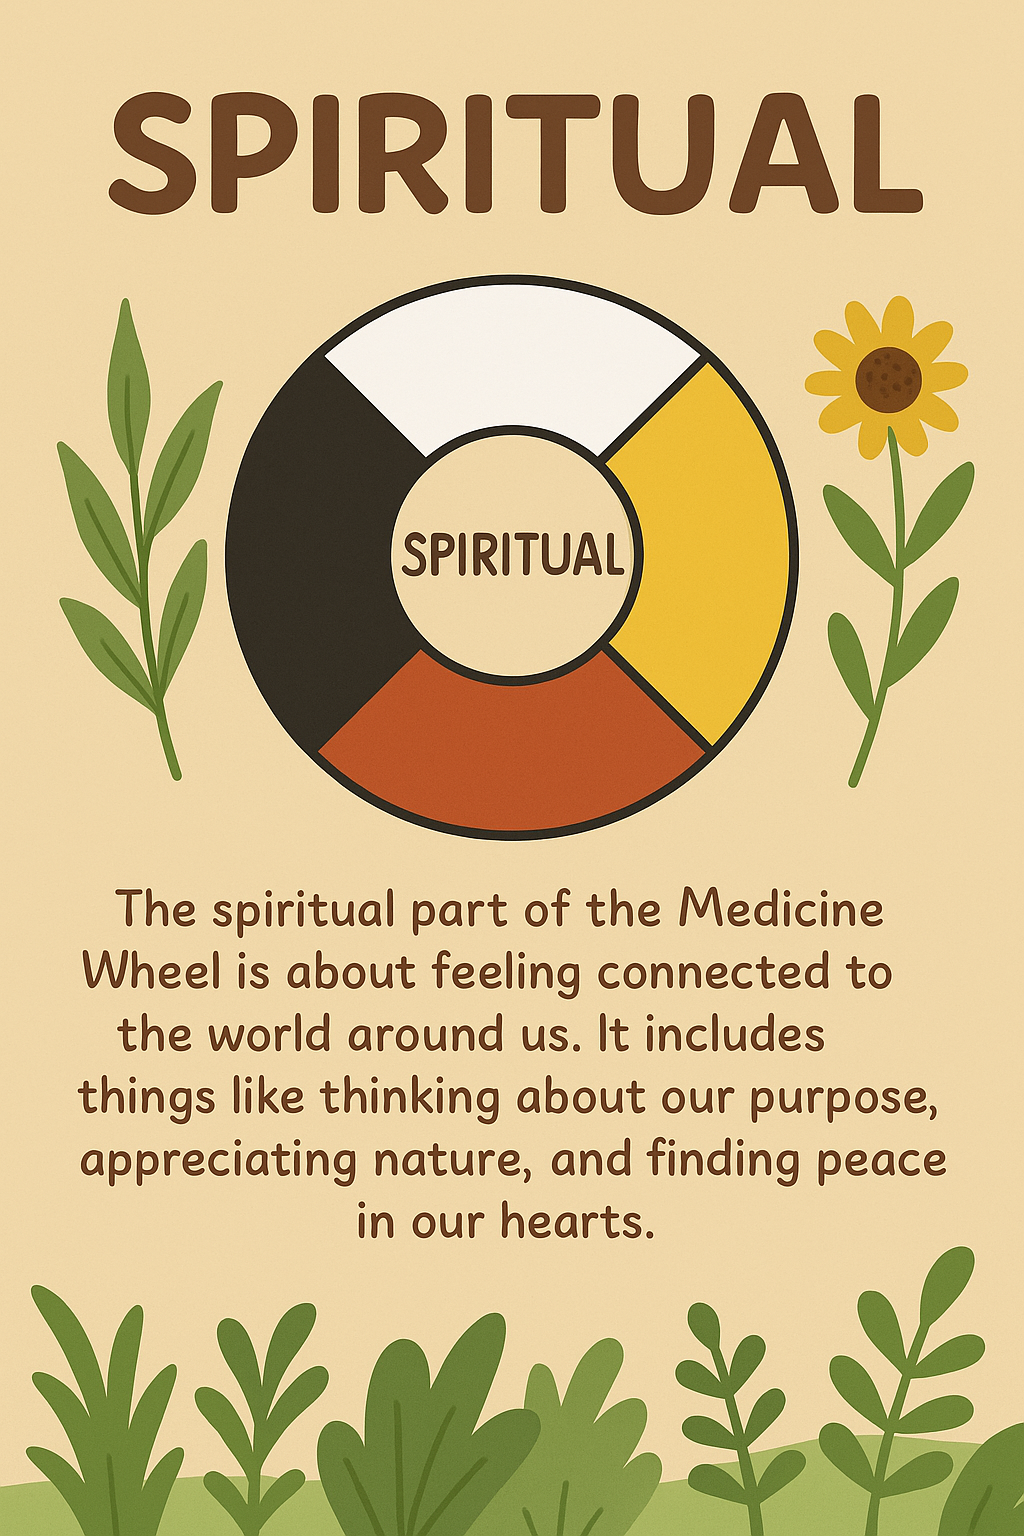 SPIRITUAL
SPIRITUAL
The spiritual part of the Medicine
Wheel is about feeling connected to
the world around us. It includes
things like thinking about our purpose,
appreciating nature, and finding peace
in our hearts.